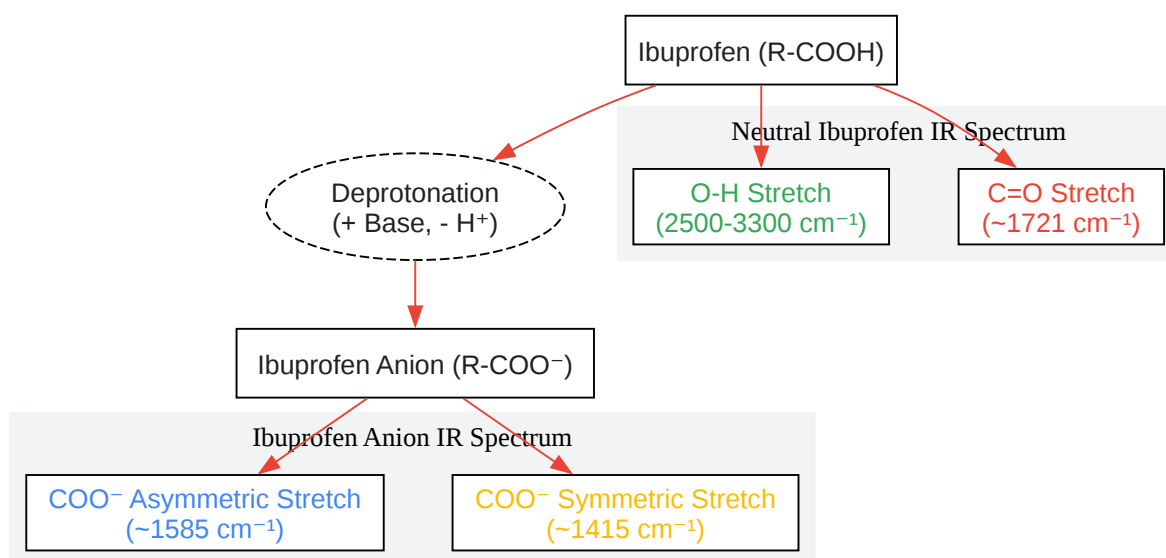 Ibuprofen (R-COOH)
Neutral Ibuprofen IR Spectrum
Deprotonation
(+ Base, - H⁺)
O-H Stretch
(2500-3300 cm⁻¹)
C=O Stretch
(~1721 cm⁻¹)
Ibuprofen Anion (R-COO⁻)
Ibuprofen Anion IR Spectrum
COO⁻ Asymmetric Stretch
(~1585 cm⁻¹)
COO⁻ Symmetric Stretch
(~1415 cm⁻¹)